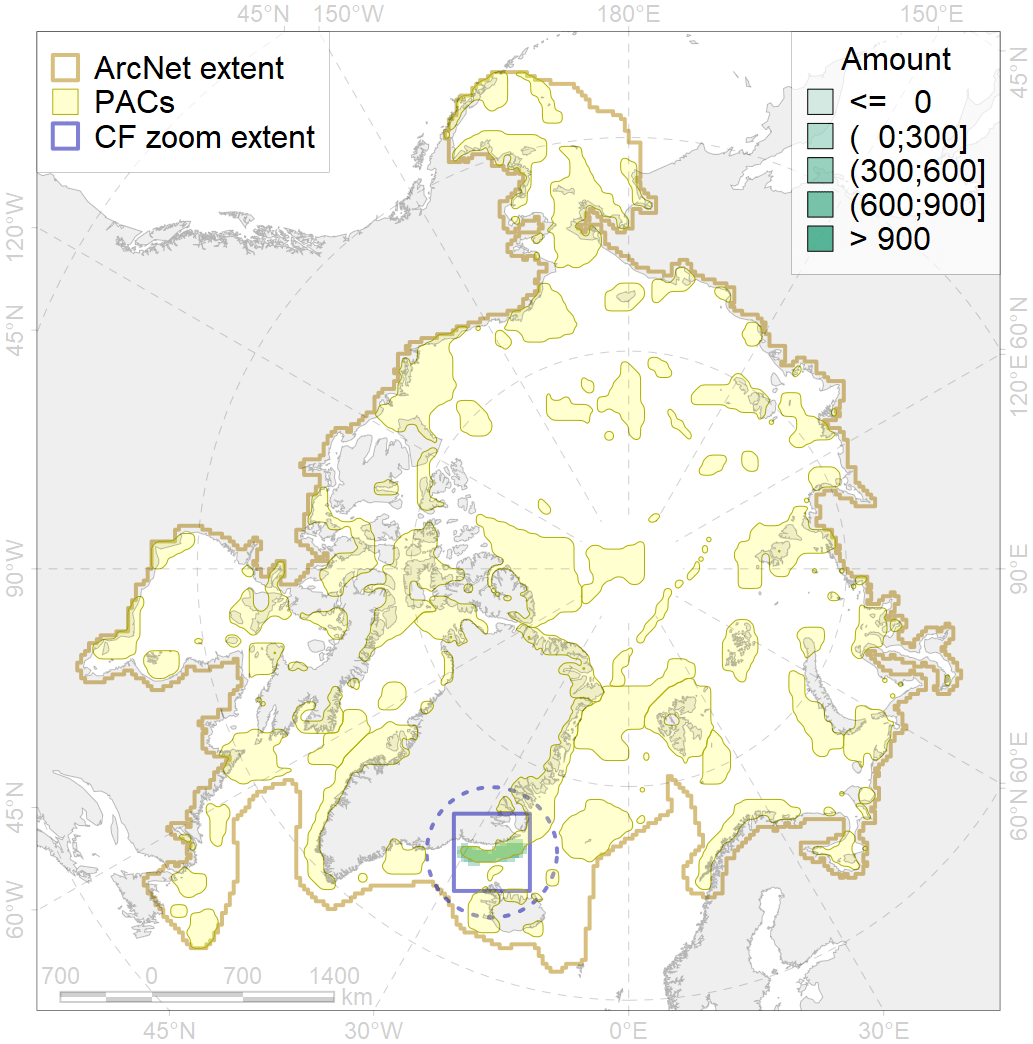 45°N 150°W 180°E 150°E
ArcNet extent
PACs
CF zoom extent
Amount
<= 0
( 0;300]
(300;600]
(600;900]
> 900
45°N
120°W
45°N
90°W
45°N
60°W
60°N
120°E
90°E
60°E
60°N
700 0 700 1400
km
45°N 30°W 0°E 30°E